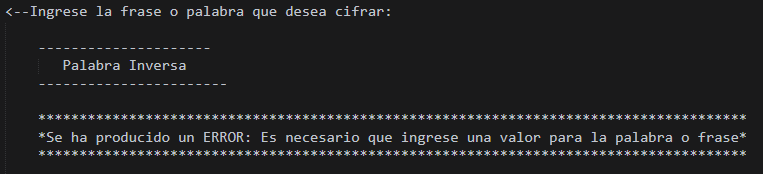 <--Ingrese la frase o palabra que desea cifrar:
---------------------
Palabra Inversa
-----------------------
**************************************************************************************
*Se ha producido un ERROR: Es necesario que ingrese una valor para la palabra o frase*
**************************************************************************************